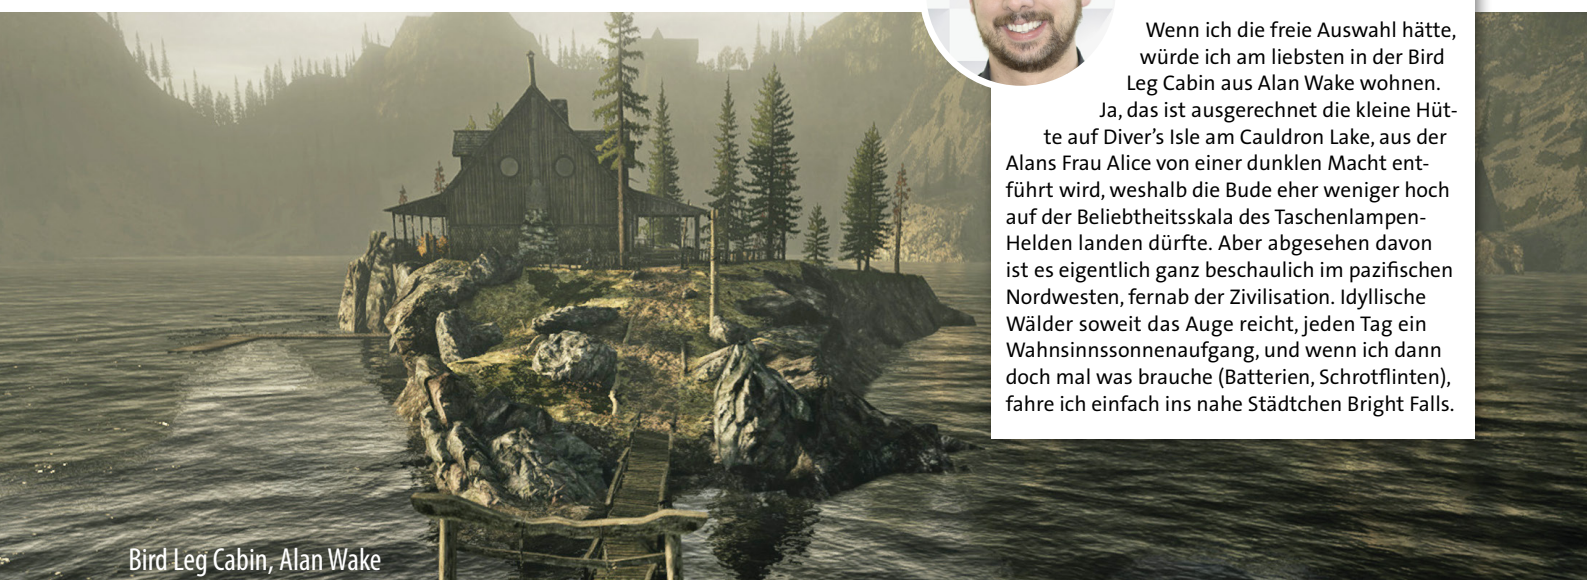 Wenn ich die freie Auswahl hätte,
würde ich am liebsten in der Bird
Leg Cabin aus Alan Wake wohnen.
Ja, das ist ausgerechnet die kleine Hüt-
te auf Diver’s Isle am Cauldron Lake, aus der
Alans Frau Alice von einer dunklen Macht ent-
führt wird, weshalb die Bude eher weniger hoch
auf der Beliebtheitsskala des Taschenlampen-
Helden landen dürfte. Aber abgesehen davon
ist es eigentlich ganz beschaulich im pazifischen
Nordwesten, fernab der Zivilisation. Idyllische
Wälder soweit das Auge reicht, jeden Tag ein
Wahnsinnssonnenaufgang, und wenn ich dann
doch mal was brauche (Batterien, Schrotflinten),
fahre ich einfach ins nahe Städtchen Bright Falls.
Bird Leg Cabin, Alan Wake